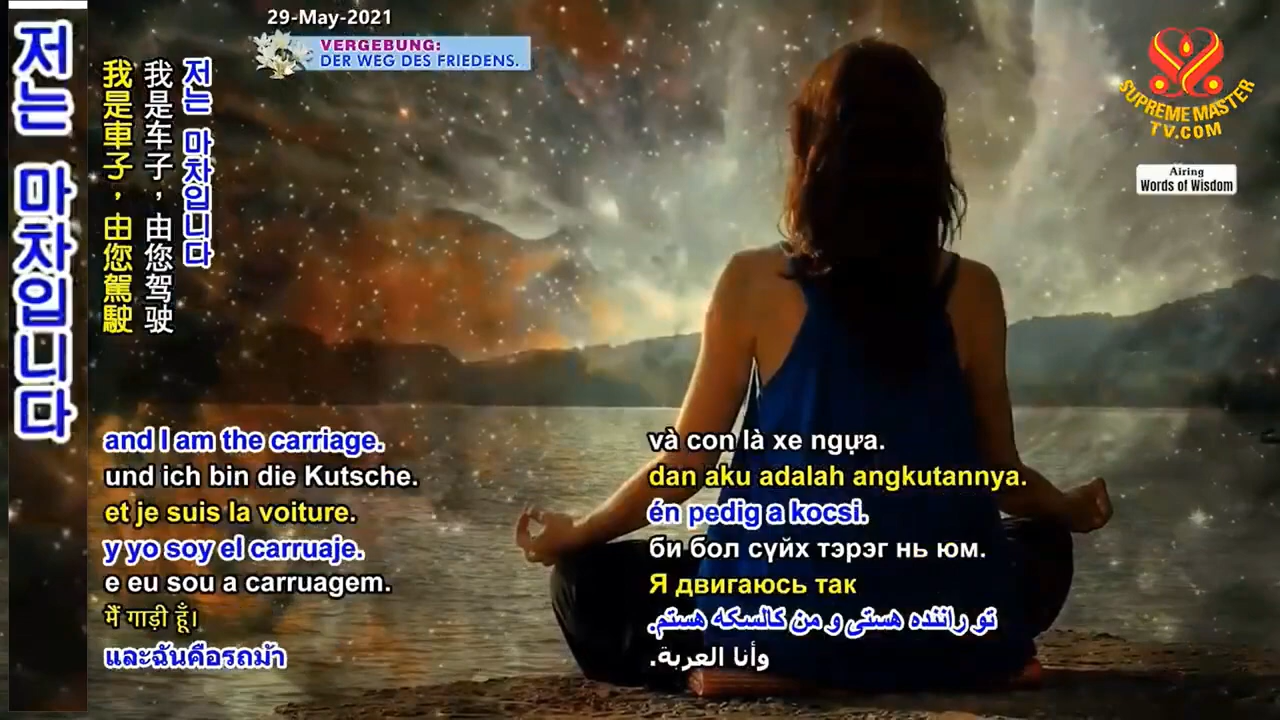 29-May-2021
VERGEBUNG:
DER WEG DES FRIEDENS.
SUPREME MASTER
TV.COM
Airing
Words of Wisdom
저는 마차입니다
我是車子，由您駕駛
我是车子，由您驾驶
저는 마차입니다
and I am the carriage.
und ich bin die Kutsche.
et je suis la voiture.
y yo soy el carruaje.
e eu sou a carruagem.
मैं गाड़ी हूँ।
และฉันคือรถม้า
và con là xe ngựa.
dan aku adalah angkutannya.
én pedig a kocsi.
би бол сүйх тэрэг нь юм.
Я двигаюсь так
تو راننده هستی و من کالسکه هستم.
وأنا العربة.